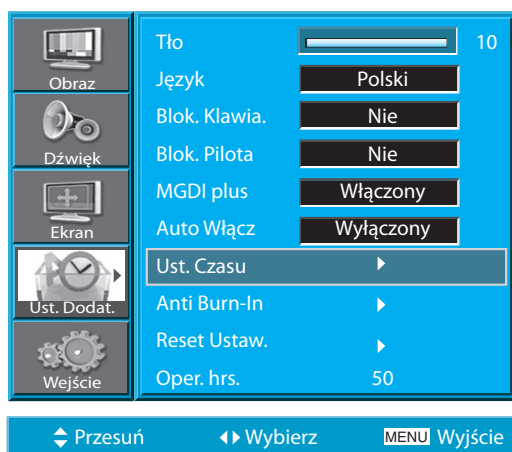 Obraz
Dźwięk
Ekran
Ust. Dodat.
Wejście
Tło 10
Język Polski
Blok. Klawia. Nie
Blok. Pilota Nie
MGDI plus Włączony
Auto Włącz Wyłączony
Ust. Czasu
Anti Burn-In
Reset Ustaw.
Oper. hrs. 50
Przesuń Wybierz MENU Wyjście